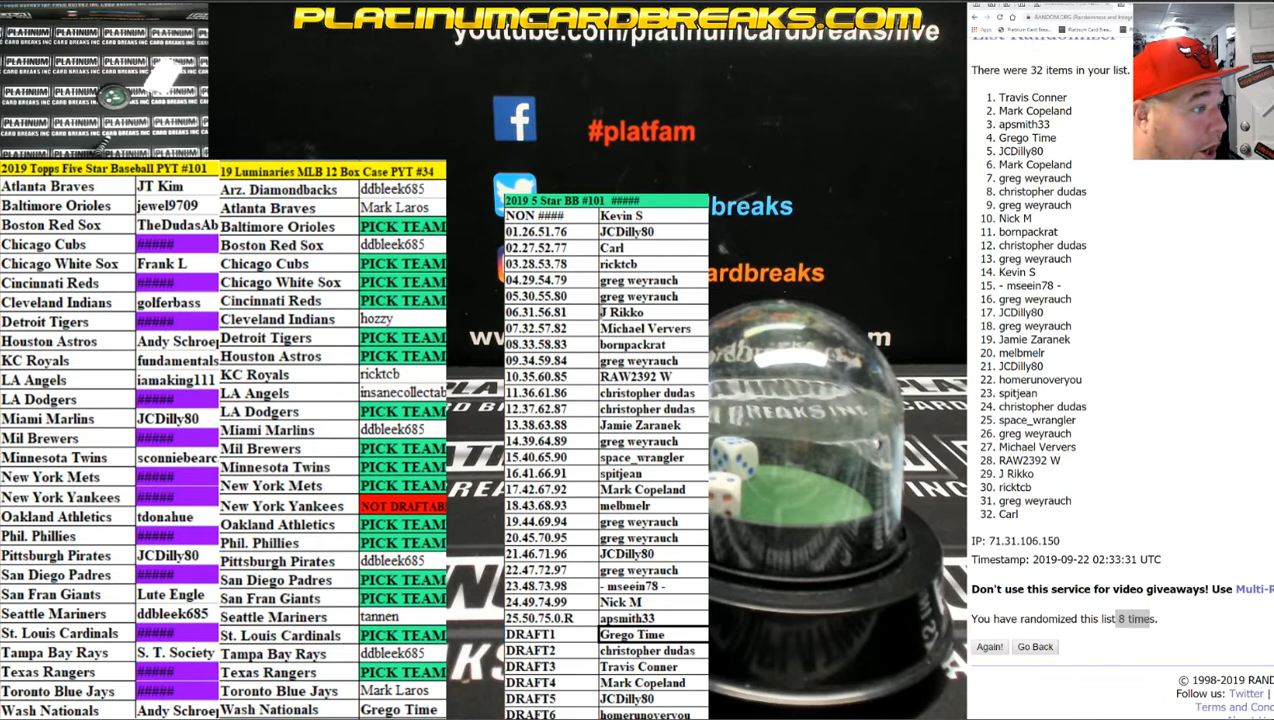 PLATINUMCARDBREAKS.COM
youtube.com/platinumcardbreaks/live
#platfam
breaks
cardbreaks
2019 Topps Five Star Baseball PYT #101
Atlanta Braves JT Kim
Baltimore Orioles jewel9709
Boston Red Sox TheDudasAb
Chicago Cubs #####
Chicago White Sox Frank L
Cincinnati Reds #####
Cleveland Indians golferbass
Detroit Tigers #####
Houston Astros Andy Schroep
KC Royals fundamentals
LA Angels iamaking111
LA Dodgers #####
Miami Marlins JCDilly80
Mil Brewers #####
Minnesota Twins sconniebearc
New York Mets #####
New York Yankees #####
Oakland Athletics tdonahue
Phil. Phillies #####
Pittsburgh Pirates JCDilly80
San Diego Padres #####
San Fran Giants Lute Engle
Seattle Mariners ddbleek685
St. Louis Cardinals #####
Tampa Bay Rays S. T. Society
Texas Rangers #####
Toronto Blue Jays #####
Wash Nationals Andy Schroep
19 Luminaries MLB 12 Box Case PYT #34
Arz. Diamondbacks ddbleek685
Atlanta Braves Mark Laros
Baltimore Orioles PICK TEAM
Boston Red Sox ddbleek685
Chicago Cubs PICK TEAM
Chicago White Sox PICK TEAM
Cincinnati Reds PICK TEAM
Cleveland Indians hozzy
Detroit Tigers PICK TEAM
Houston Astros PICK TEAM
KC Royals ricktcb
LA Angels insanecollectab
LA Dodgers PICK TEAM
Miami Marlins ddbleek685
Mil Brewers PICK TEAM
Minnesota Twins PICK TEAM
New York Mets PICK TEAM
New York Yankees NOT DRAFTAB
Oakland Athletics PICK TEAM
Phil. Phillies PICK TEAM
Pittsburgh Pirates ddbleek685
San Diego Padres PICK TEAM
San Fran Giants PICK TEAM
Seattle Mariners tannen
St. Louis Cardinals PICK TEAM
Tampa Bay Rays ddbleek685
Texas Rangers PICK TEAM
Toronto Blue Jays Mark Laros
Wash Nationals Grego Time
2019 5 Star BB #101 #####
NON #### Kevin S
01.26.51.76 JCDilly80
02.27.52.77 Carl
03.28.53.78 ricktcb
04.29.54.79 greg weyrauch
05.30.55.80 greg weyrauch
06.31.56.81 J Rikko
07.32.57.82 Michael Ververs
08.33.58.83 bornpackrat
09.34.59.84 greg weyrauch
10.35.60.85 RAW2392 W
11.36.61.86 christopher dudas
12.37.62.87 christopher dudas
13.38.63.88 Jamie Zaranek
14.39.64.89 greg weyrauch
15.40.65.90 space_wrangler
16.41.66.91 spitjean
17.42.67.92 Mark Copeland
18.43.68.93 melbmelr
19.44.69.94 greg weyrauch
20.45.70.95 greg weyrauch
21.46.71.96 JCDilly80
22.47.72.97 greg weyrauch
23.48.73.98 - mseein78 -
24.49.74.99 Nick M
25.50.75.0.R apsmith33
DRAFT1 Grego Time
DRAFT2 christopher dudas
DRAFT3 Travis Conner
DRAFT4 Mark Copeland
DRAFT5 JCDilly80
DRAFT6 homerunoveryou
There were 32 items in your list.
1. Travis Conner
2. Mark Copeland
3. apsmith33
4. Grego Time
5. JCDilly80
6. Mark Copeland
7. greg weyrauch
8. christopher dudas
9. greg weyrauch
10. Nick M
11. bornpackrat
12. christopher dudas
13. greg weyrauch
14. Kevin S
15. - mseein78 -
16. greg weyrauch
17. JCDilly80
18. greg weyrauch
19. Jamie Zaranek
20. melbmelr
21. JCDilly80
22. homerunoveryou
23. spitjean
24. christopher dudas
25. space_wrangler
26. greg weyrauch
27. Michael Ververs
28. RAW2392 W
29. J Rikko
30. ricktcb
31. greg weyrauch
32. Carl
IP: 71.31.106.150
Timestamp: 2019-09-22 02:33:31 UTC
Don't use this service for video giveaways! Use Multi-R
You have randomized this list 8 times.
Again! Go Back
© 1998-2019 RAND
Follow us: Twitter |
Terms and Cond